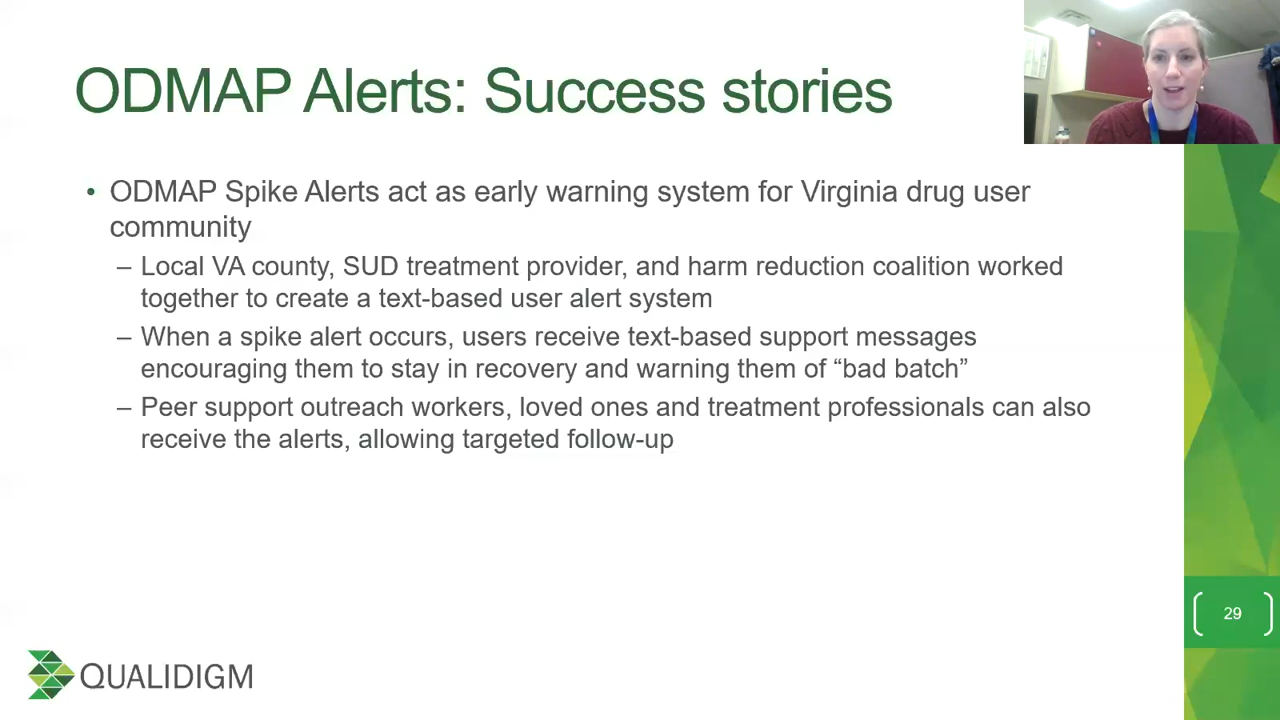 ODMAP Alerts: Success stories
• ODMAP Spike Alerts act as early warning system for Virginia drug user
community
– Local VA county, SUD treatment provider, and harm reduction coalition worked
together to create a text-based user alert system
– When a spike alert occurs, users receive text-based support messages
encouraging them to stay in recovery and warning them of “bad batch”
– Peer support outreach workers, loved ones and treatment professionals can also
receive the alerts, allowing targeted follow-up
29
QUALIDIGM